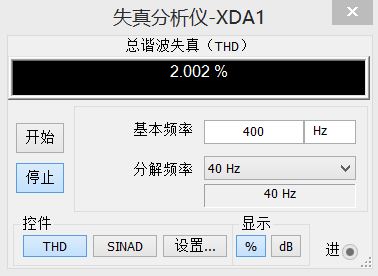 失真分析仪-XDA1
总谐波失真（THD）
2.002 %
开始
停止
基本频率 400 Hz
分解频率 40 Hz
40 Hz
控件
THD SINAD 设置...
显示
% dB
进